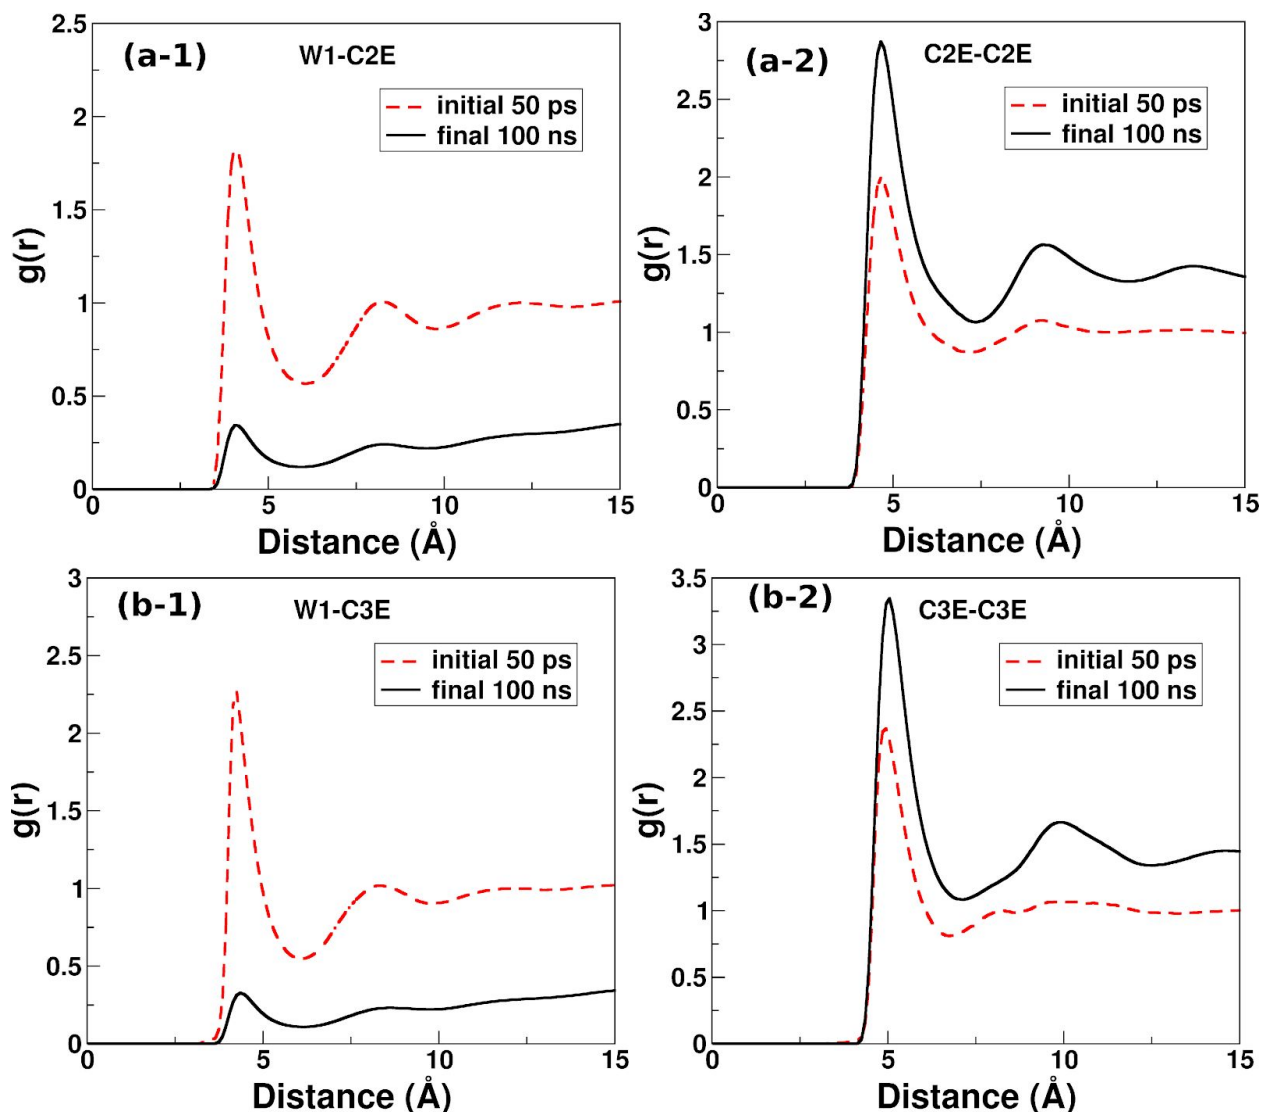 (a-1)
W1-C2E
initial 50 ps
final 100 ns
2.5
2
1.5
1
0.5
0
g(r)
0 5 10 15
Distance (Å)
(a-2)
C2E-C2E
initial 50 ps
final 100 ns
3
2.5
2
1.5
1
0.5
0
g(r)
0 5 10 15
Distance (Å)
(b-1)
W1-C3E
initial 50 ps
final 100 ns
3
2.5
2
1.5
1
0.5
0
g(r)
0 5 10 15
Distance (Å)
(b-2)
C3E-C3E
initial 50 ps
final 100 ns
3.5
3
2.5
2
1.5
1
0.5
0
g(r)
0 5 10 15
Distance (Å)